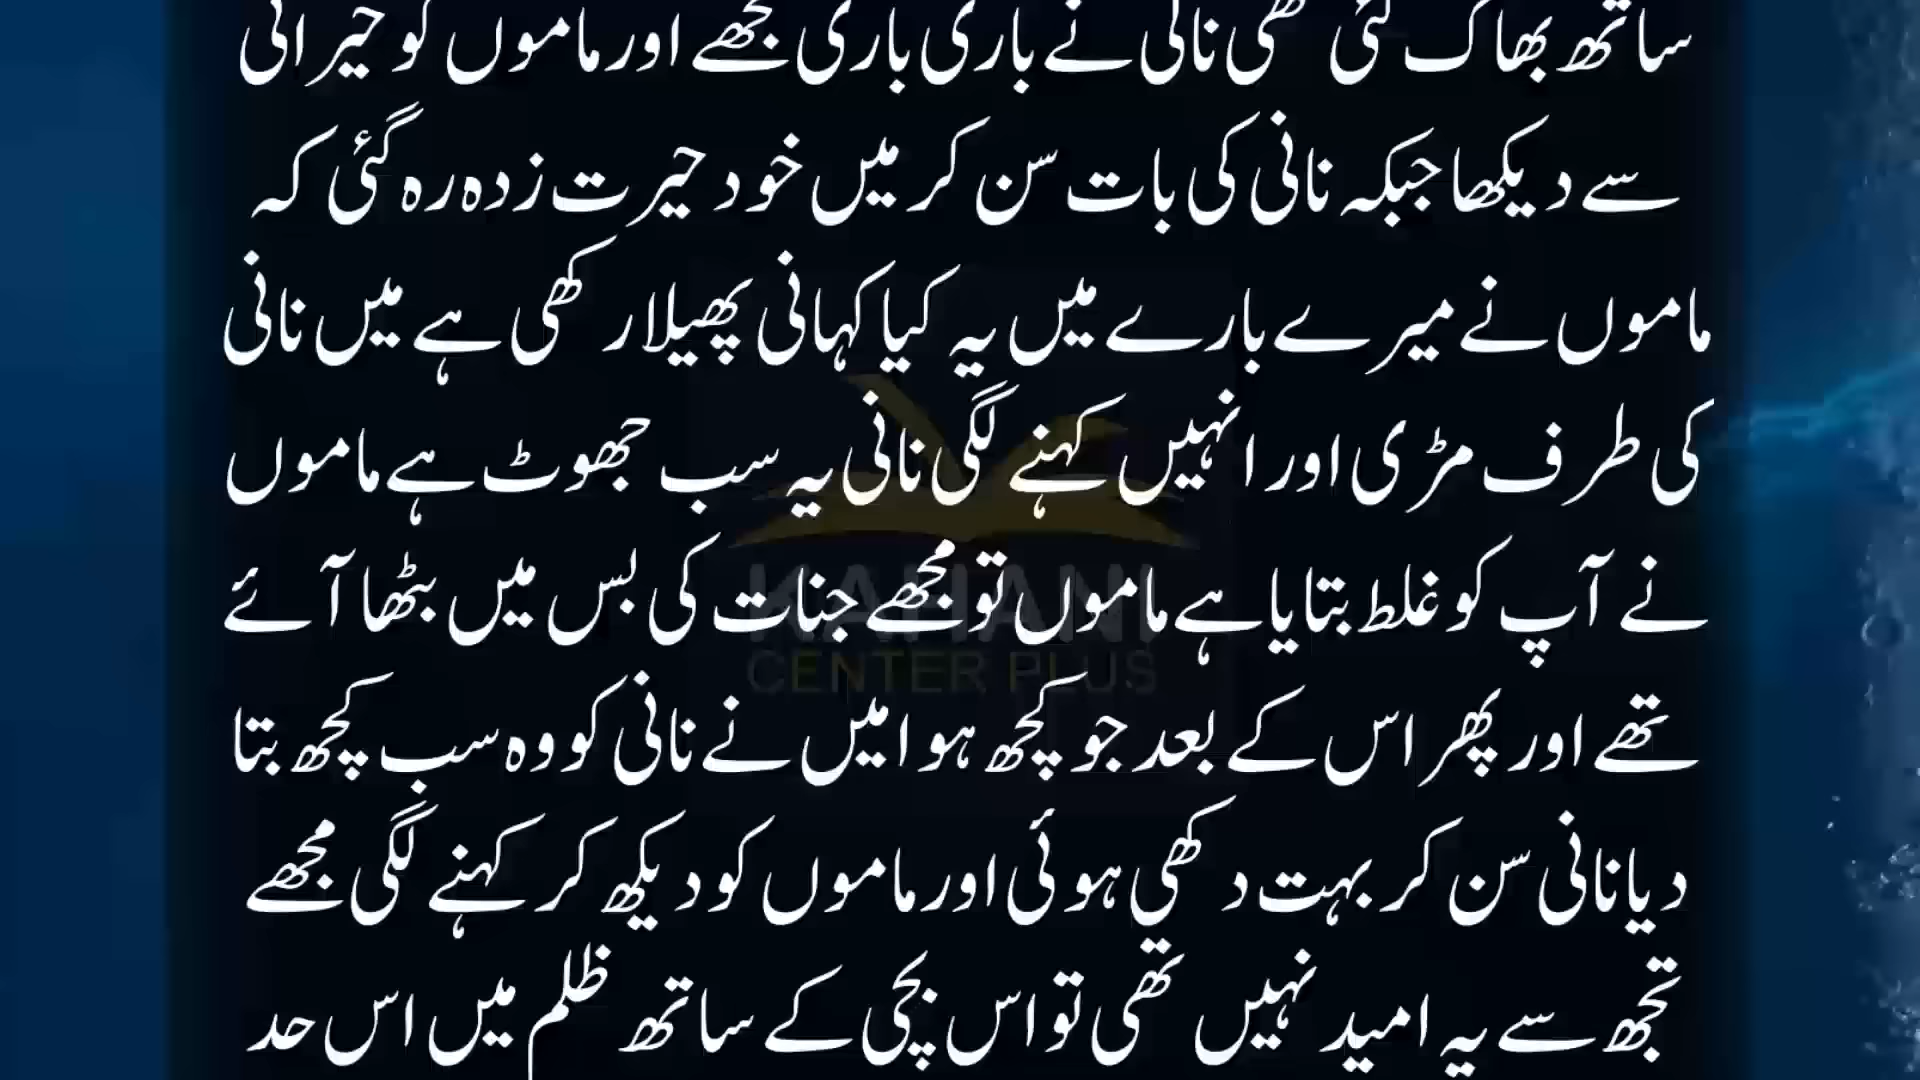 ساتھ بھاگ گئی تھی نانی نے باری باری مجھے اور ماموں کو حیرانی
سے دیکھا جبکہ نانی کی بات سن کر میں خود حیرت زدہ رہ گئی کہ
ماموں نے میرے بارے میں یہ کیا کہانی پھیلا رکھی ہے میں نانی
کی طرف مڑی اور انہیں کہنے لگی نانی یہ سب جھوٹ ہے ماموں
نے آپ کو غلط بتایا ہے ماموں تو مجھے جنات کی بس میں بٹھا آئے
KAHANI
CENTER PLUS
تھے اور پھر اس کے بعد جو کچھ ہوا میں نے نانی کو وہ سب کچھ بتا
دیا نانی سن کر بہت دکھی ہوئی اور ماموں کو دیکھ کر کہنے لگی مجھے
تجھ سے یہ امید نہیں تھی تو اس بچی کے ساتھ ظلم میں اس حد